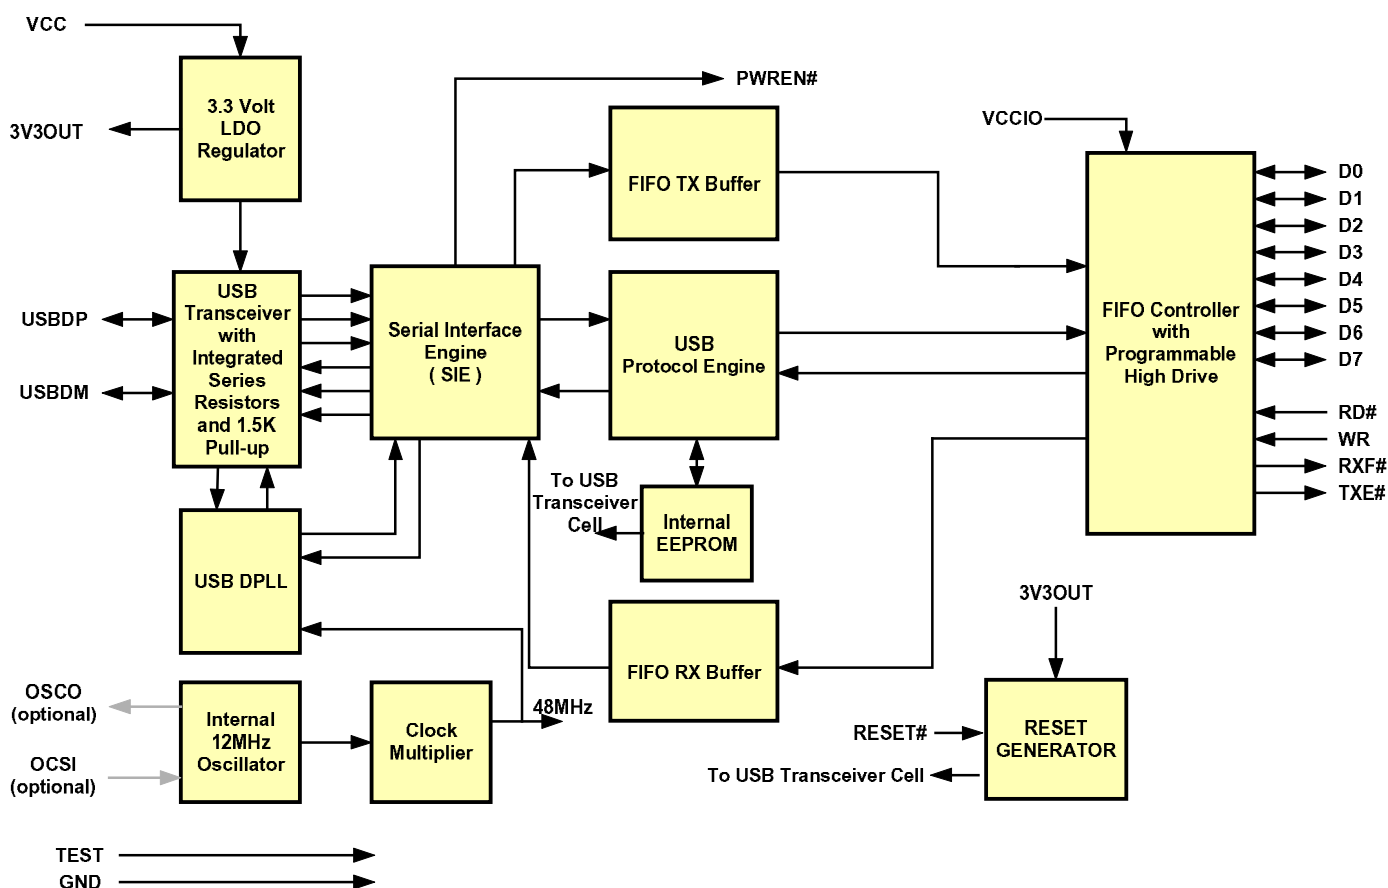 VCC
3.3 Volt
LDO
Regulator
3V3OUT
PWREN#
FIFO TX Buffer
VCCIO
D0
D1
D2
D3
D4
D5
D6
D7
RD#
WR
RXF#
TXE#
FIFO Controller
with
Programmable
High Drive
USBDP
USBDM
USB
Transceiver
with
Integrated
Series
Resistors
and 1.5K
Pull-up
Serial Interface
Engine
( SIE )
USB
Protocol Engine
To USB
Transceiver
Cell
Internal
EEPROM
USB DPLL
FIFO RX Buffer
3V3OUT
RESET#
RESET
GENERATOR
To USB Transceiver Cell
OSCO
(optional)
OCSI
(optional)
Internal
12MHz
Oscillator
Clock
Multiplier
48MHz
TEST
GND